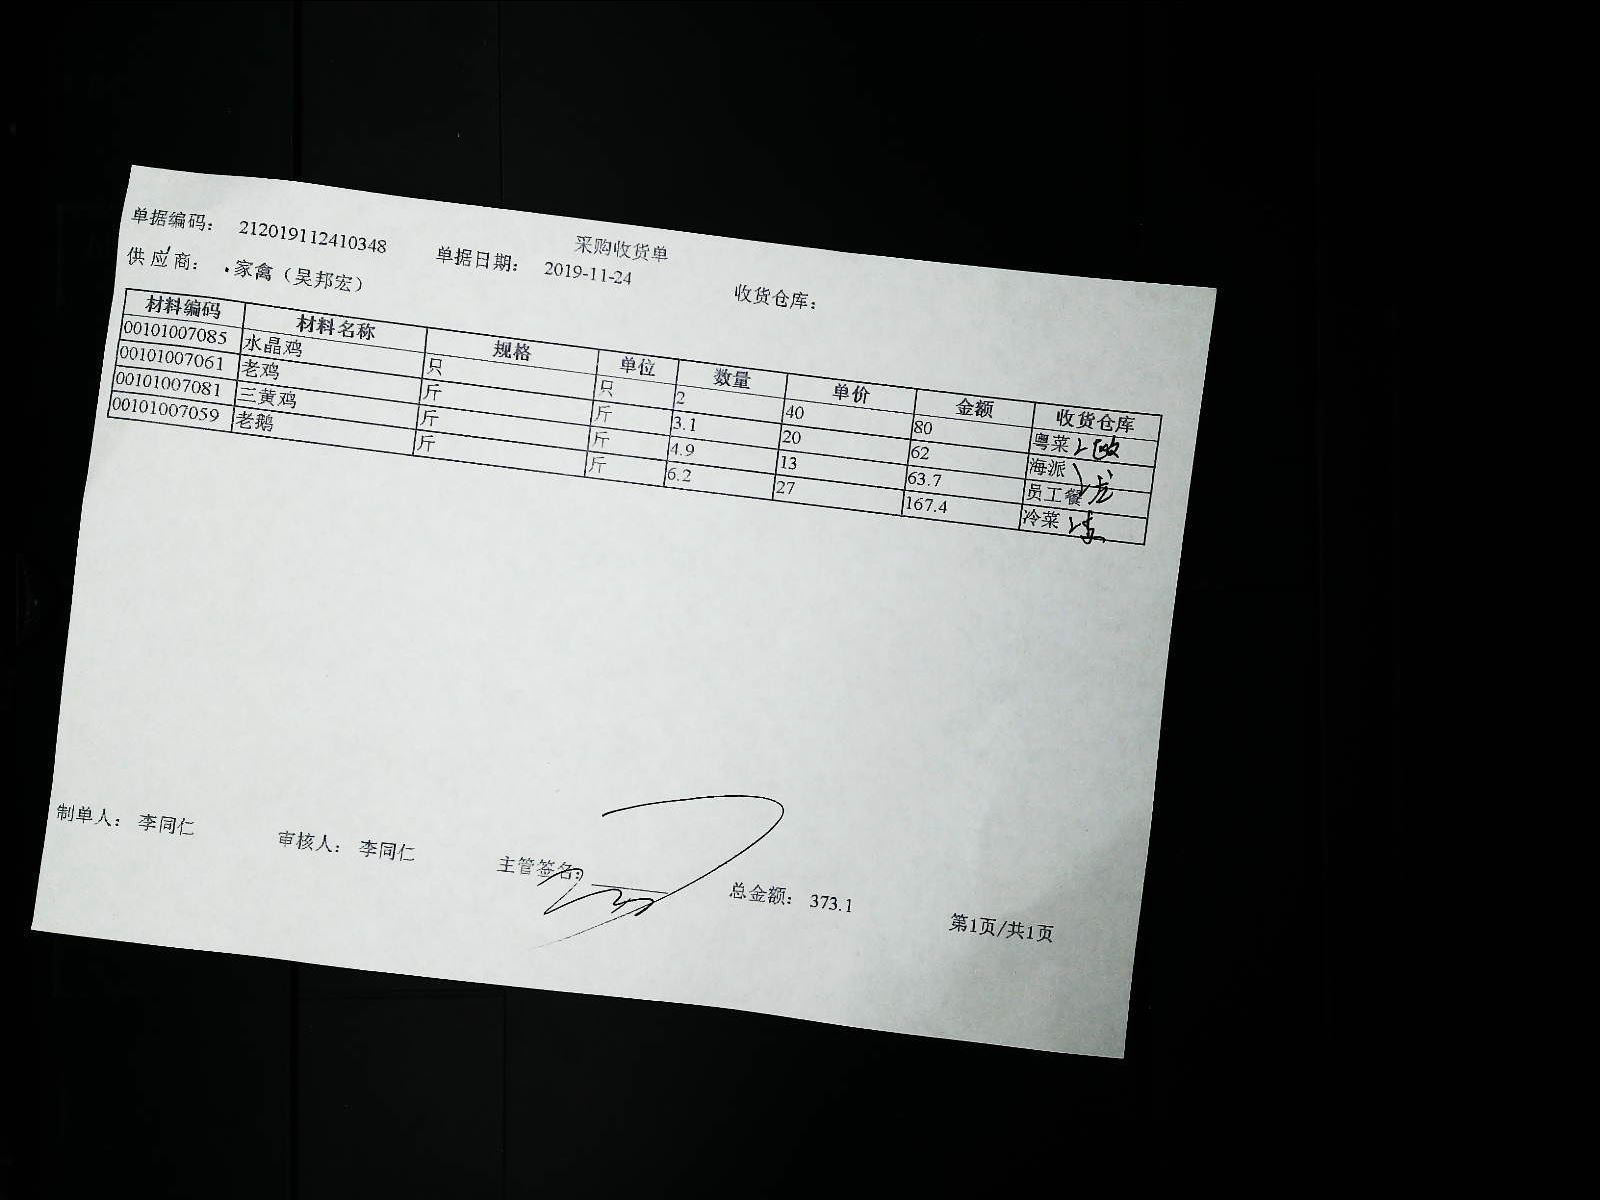 采购收货单
单据编码： 212019112410348 单据日期： 2019-11-24 收货仓库：
供应商： .家禽（吴邦宏）
材料编码 材料名称 规格 单位 数量 单价 金额 收货仓库
00101007085 水晶鸡 只 只 2 40 80 粤菜
00101007061 老鸡 斤 斤 3.1 20 62 海派
00101007081 三黄鸡 斤 斤 4.9 13 63.7 员工餐
00101007059 老鹅 斤 斤 6.2 27 167.4 冷菜
制单人： 李同仁 审核人： 李同仁 主管签名： 总金额： 373.1 第1页/共1页